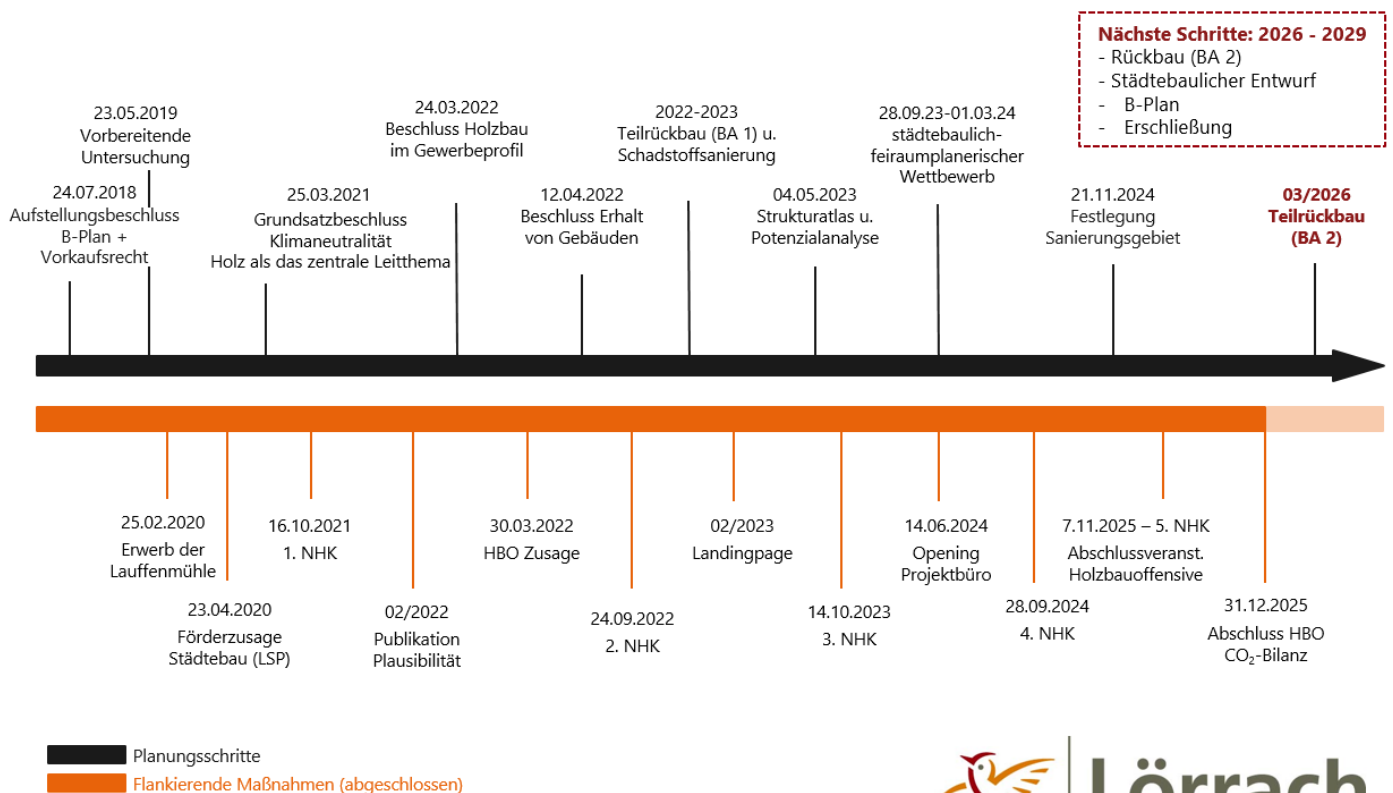 Nächste Schritte: 2026 - 2029
- Rückbau (BA 2)
- Städtebaulicher Entwurf
- B-Plan
- Erschließung
24.07.2018
Aufstellungsbeschluss
B-Plan +
Vorkaufsrecht
23.05.2019
Vorbereitende
Untersuchung
25.03.2021
Grundsatzbeschluss
Klimaneutralität
Holz als das zentrale Leitthema
24.03.2022
Beschluss Holzbau
im Gewerbeprofil
12.04.2022
Beschluss Erhalt
von Gebäuden
2022-2023
Teilrückbau (BA 1) u.
Schadstoffsanierung
04.05.2023
Strukturatlas u.
Potenzialanalyse
28.09.23-01.03.24
städtebaulich-
feiraumplanerischer
Wettbewerb
21.11.2024
Festlegung
Sanierungsgebiet
03/2026
Teilrückbau
(BA 2)
25.02.2020
Erwerb der
Lauffenmühle
23.04.2020
Förderzusage
Städtebau (LSP)
16.10.2021
1. NHK
02/2022
Publikation
Plausibilität
30.03.2022
HBO Zusage
24.09.2022
2. NHK
02/2023
Landingpage
14.10.2023
3. NHK
14.06.2024
Opening
Projektbüro
28.09.2024
4. NHK
7.11.2025 – 5. NHK
Abschlussveranst.
Holzbauoffensive
31.12.2025
Abschluss HBO
CO₂-Bilanz
Planungsschritte
Flankierende Maßnahmen (abgeschlossen)
Lörrach